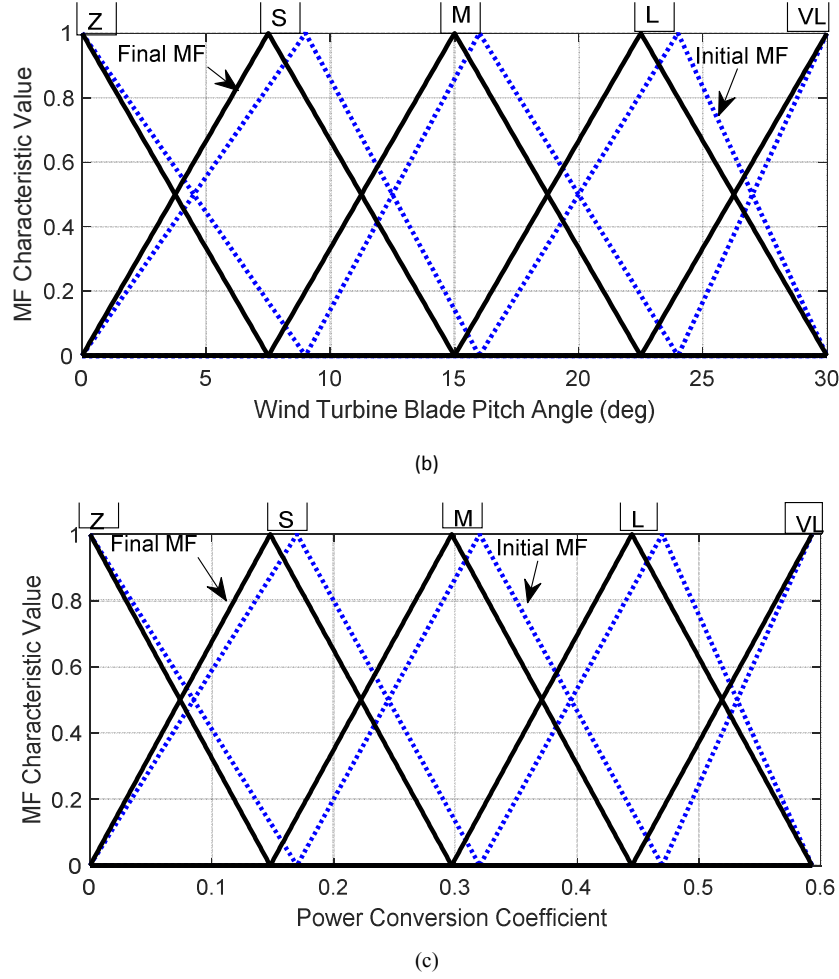 Z S M L VL
Final MF
Initial MF
1
0.8
0.6
0.4
0.2
0
MF Characteristic Value
0 5 10 15 20 25 30
Wind Turbine Blade Pitch Angle (deg)
(b)
Z S M L VL
Final MF
Initial MF
1
0.8
0.6
0.4
0.2
0
MF Characteristic Value
0 0.1 0.2 0.3 0.4 0.5 0.6
Power Conversion Coefficient
(c)